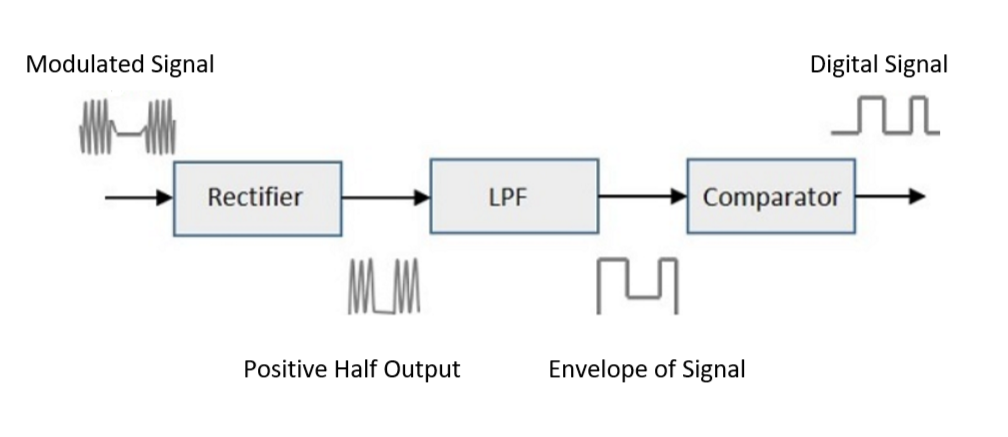 Modulated Signal
Digital Signal
Rectifier
LPF
Comparator
Positive Half Output
Envelope of Signal